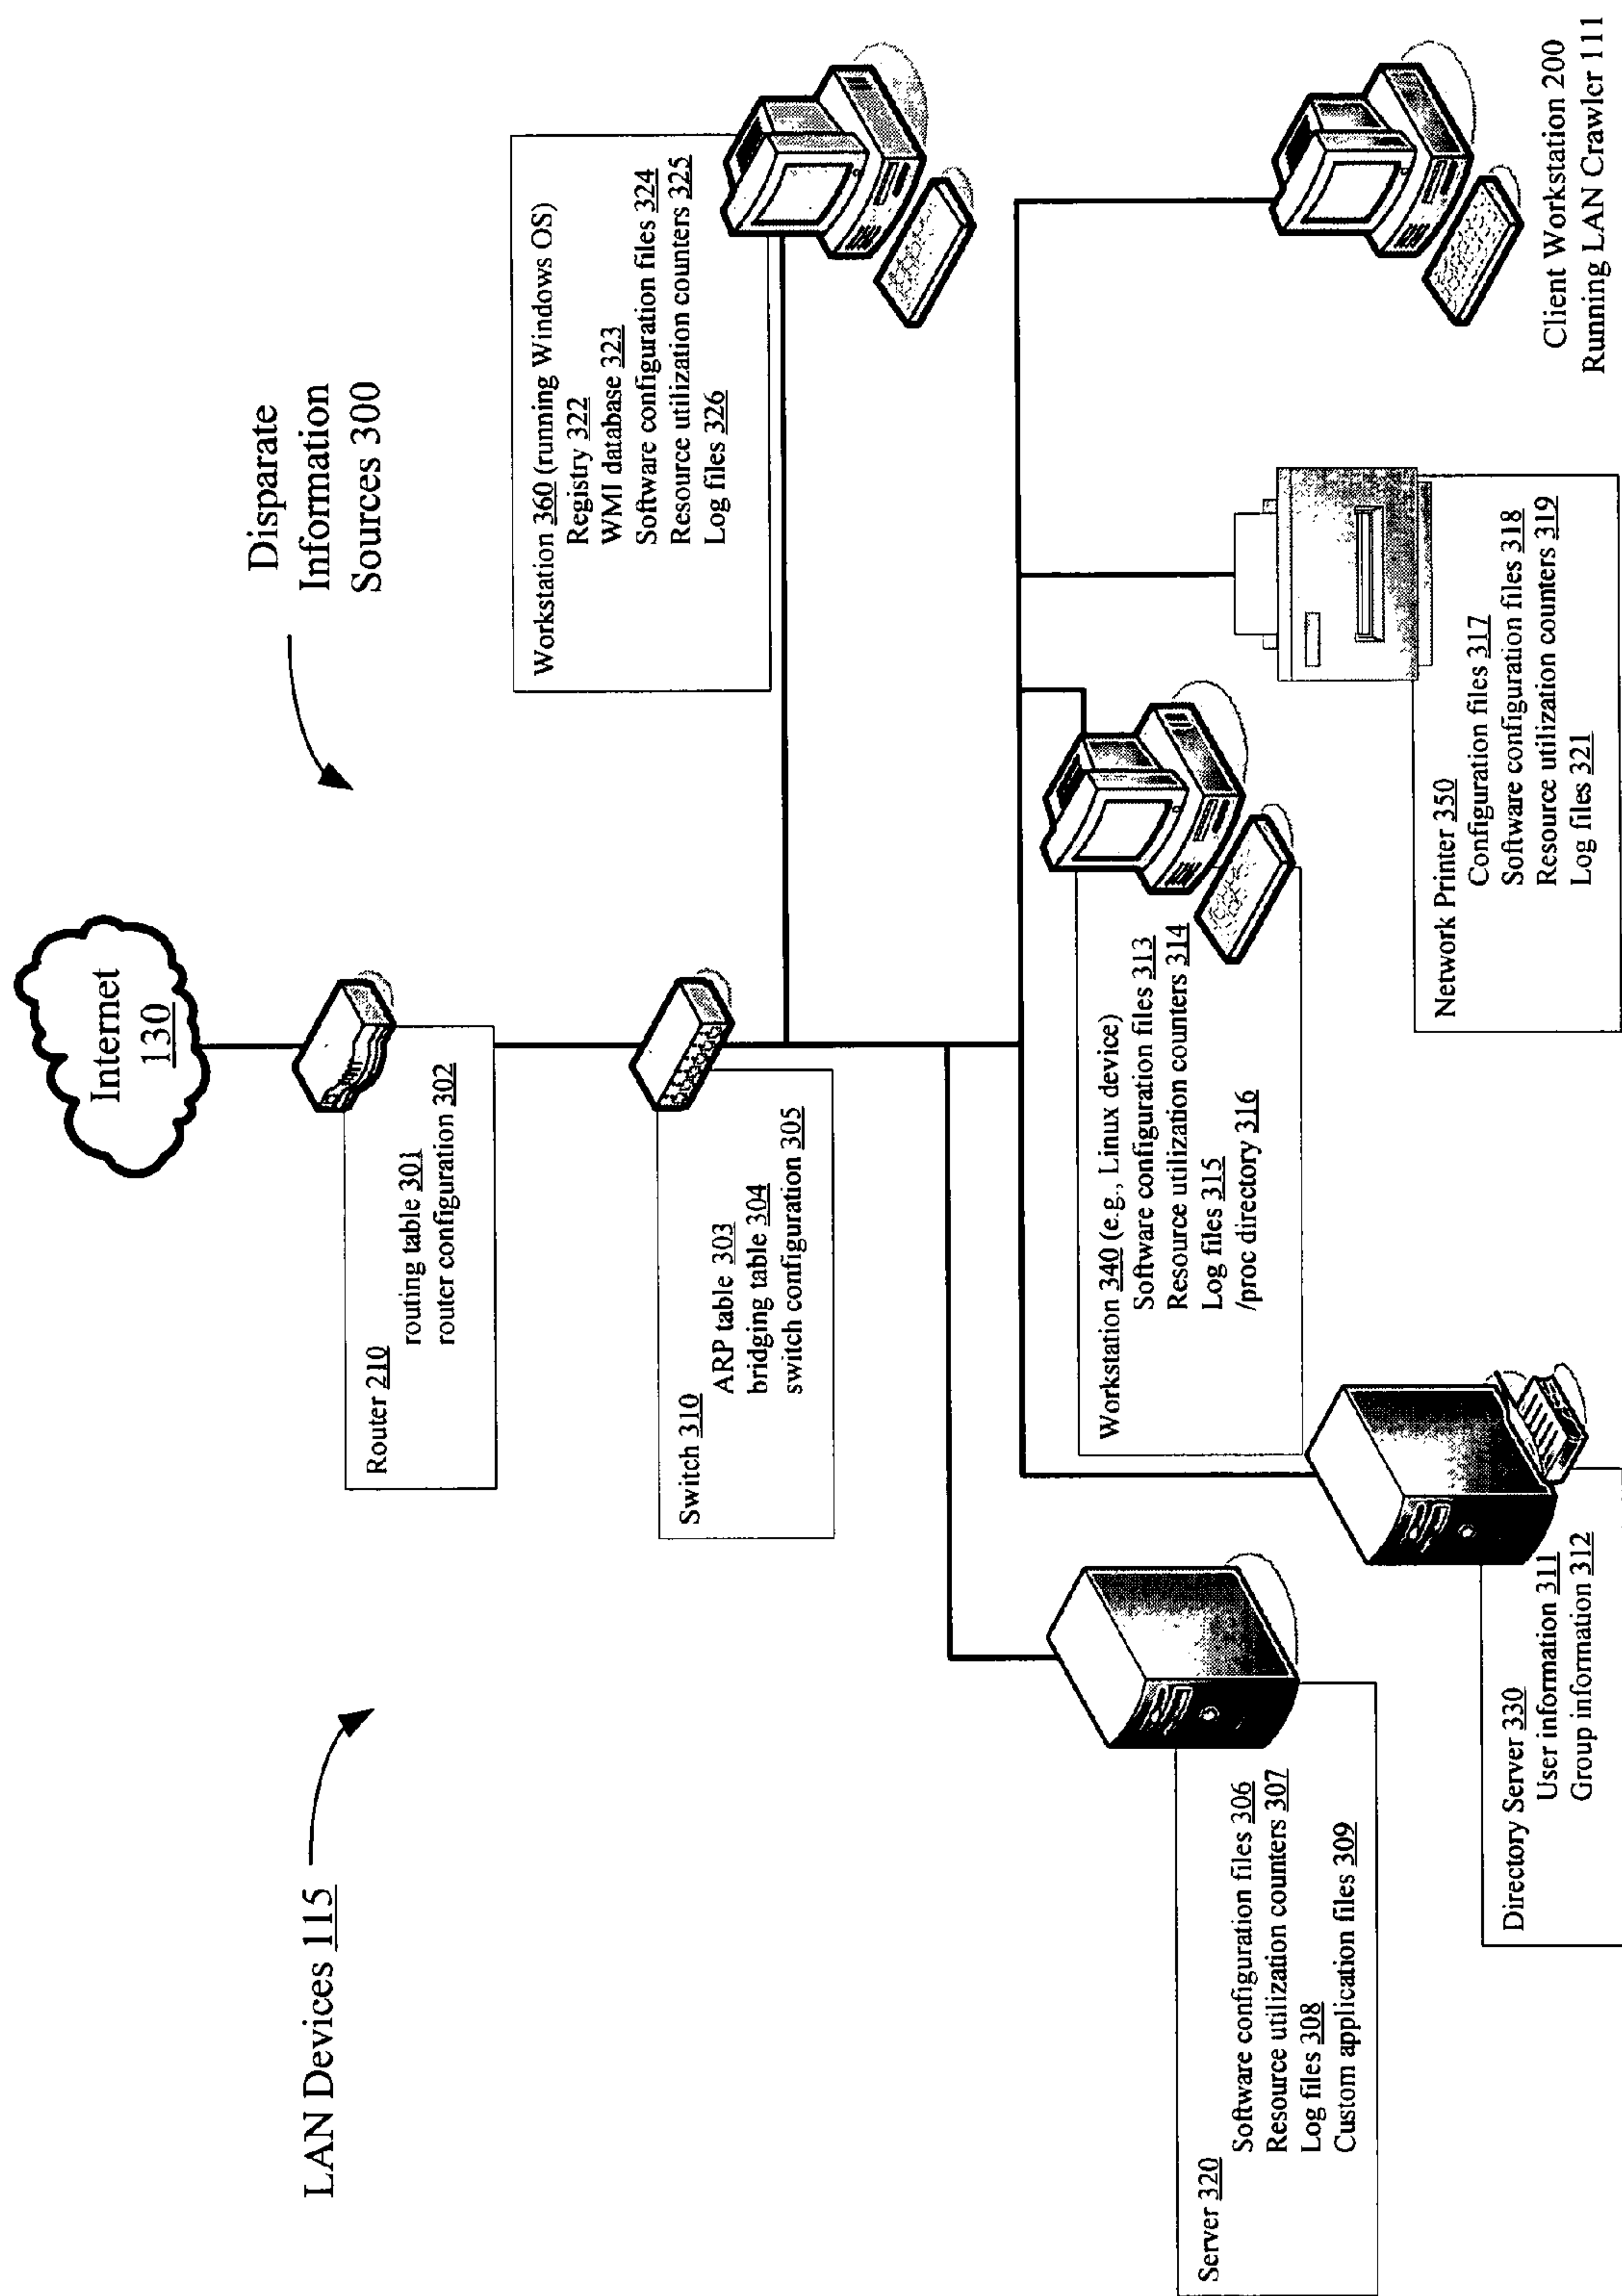 Internet
130
LAN Devices 115
Disparate
Information
Sources 300
Router 210
routing table 301
router configuration 302
Switch 310
ARP table 303
bridging table 304
switch configuration 305
Workstation 360 (running Windows OS)
Registry 322
WMI database 323
Software configuration files 324
Resource utilization counters 325
Log files 326
Server 320
Software configuration files 306
Resource utilization counters 307
Log files 308
Custom application files 309
Workstation 340 (e.g., Linux device)
Software configuration files 313
Resource utilization counters 314
Log files 315
/proc directory 316
Directory Server 330
User information 311
Group information 312
Network Printer 350
Configuration files 317
Software configuration files 318
Resource utilization counters 319
Log files 321
Client Workstation 200
Running LAN Crawler 111